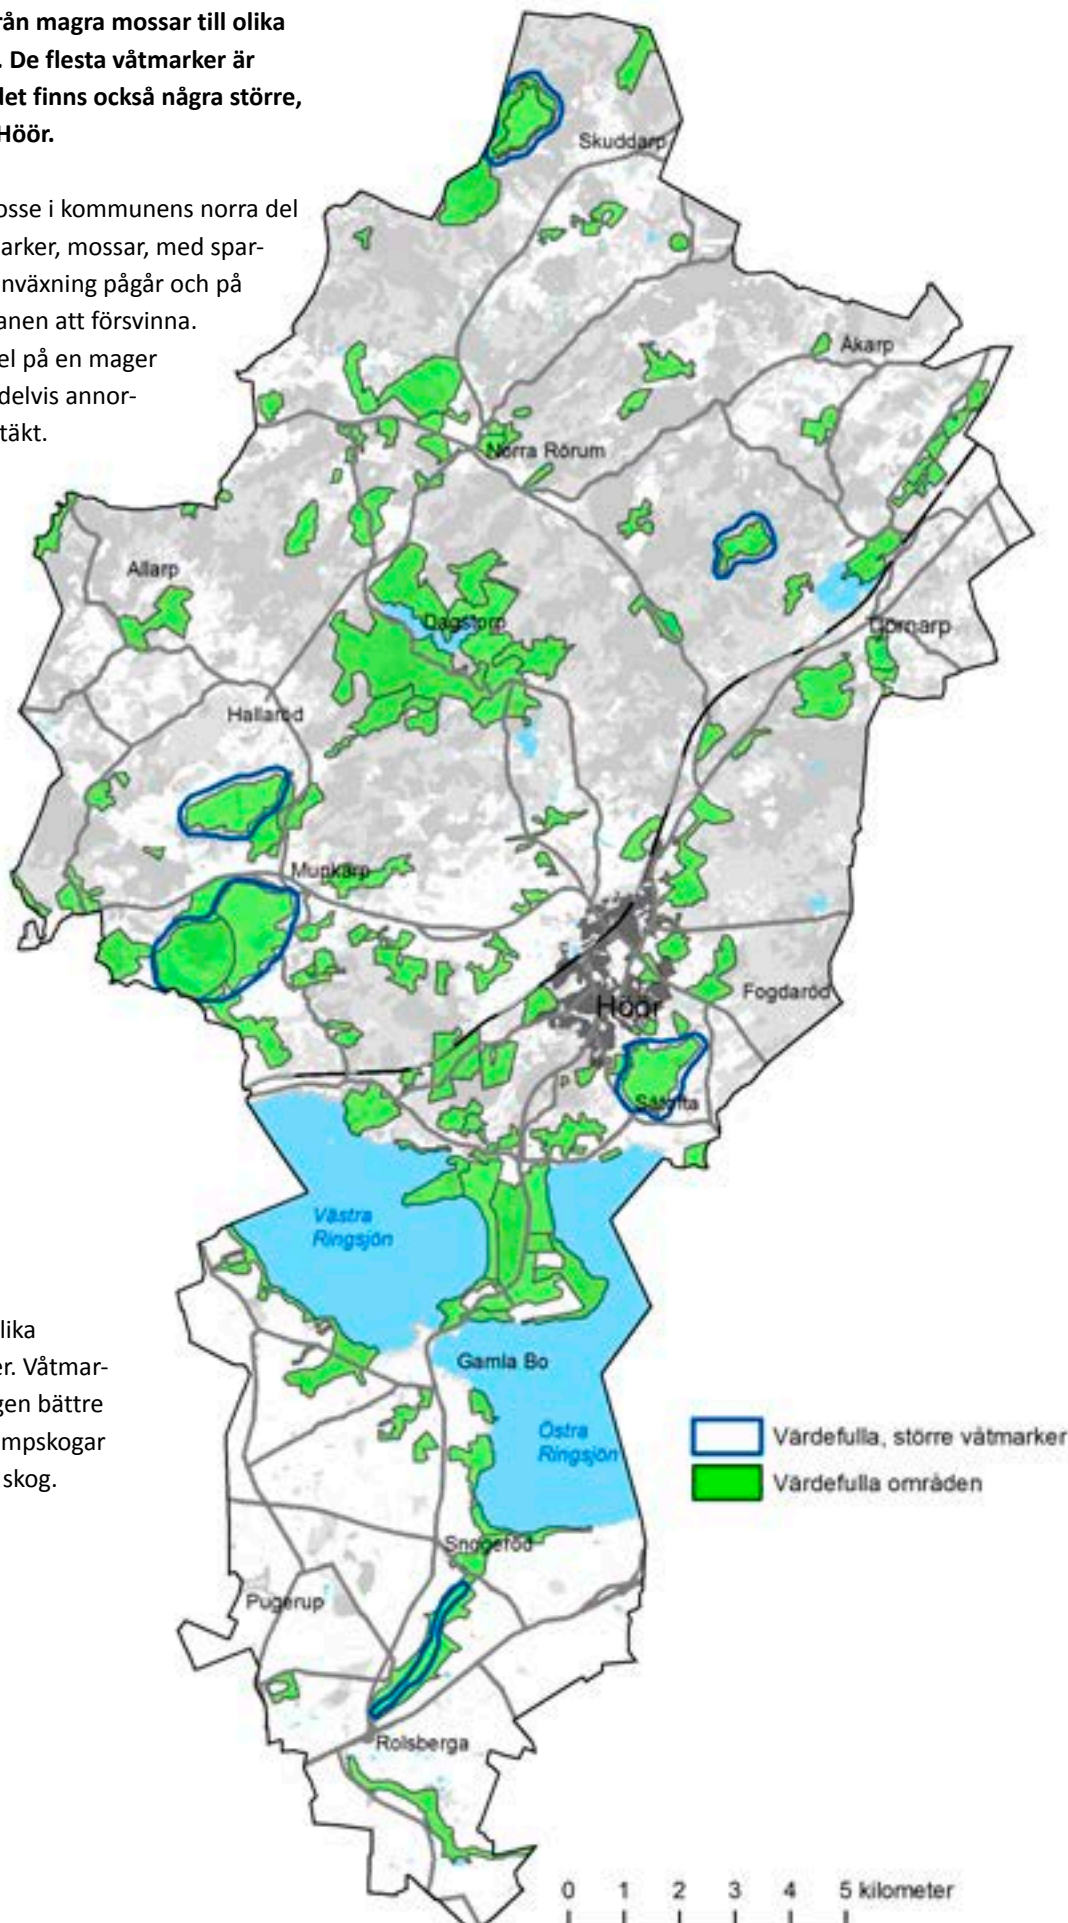 rån magra mossar till olika
. De flesta våtmarker är
det finns också några större,
Höör.
osse i kommunens norra del
arker, mossar, med spar-
nväxning pågår och på
anen att försvinna.
el på en mager
delvis annor-
täkt.
Skuddarp
Åkarp
Norra Rörum
Allarp
Dagstorp
Tjörnarp
Hallaröd
Munkarp
Fogdaröd
Höör
Sätofta
Västra
Ringsjön
lika
er. Våtmar-
gen bättre
mpskogar
skog.
Gamla Bo
Östra
Ringsjön
Värdefulla, större våtmarker
Värdefulla områden
Snogeröd
Pugerup
Rolsberga
0 1 2 3 4 5 kilometer